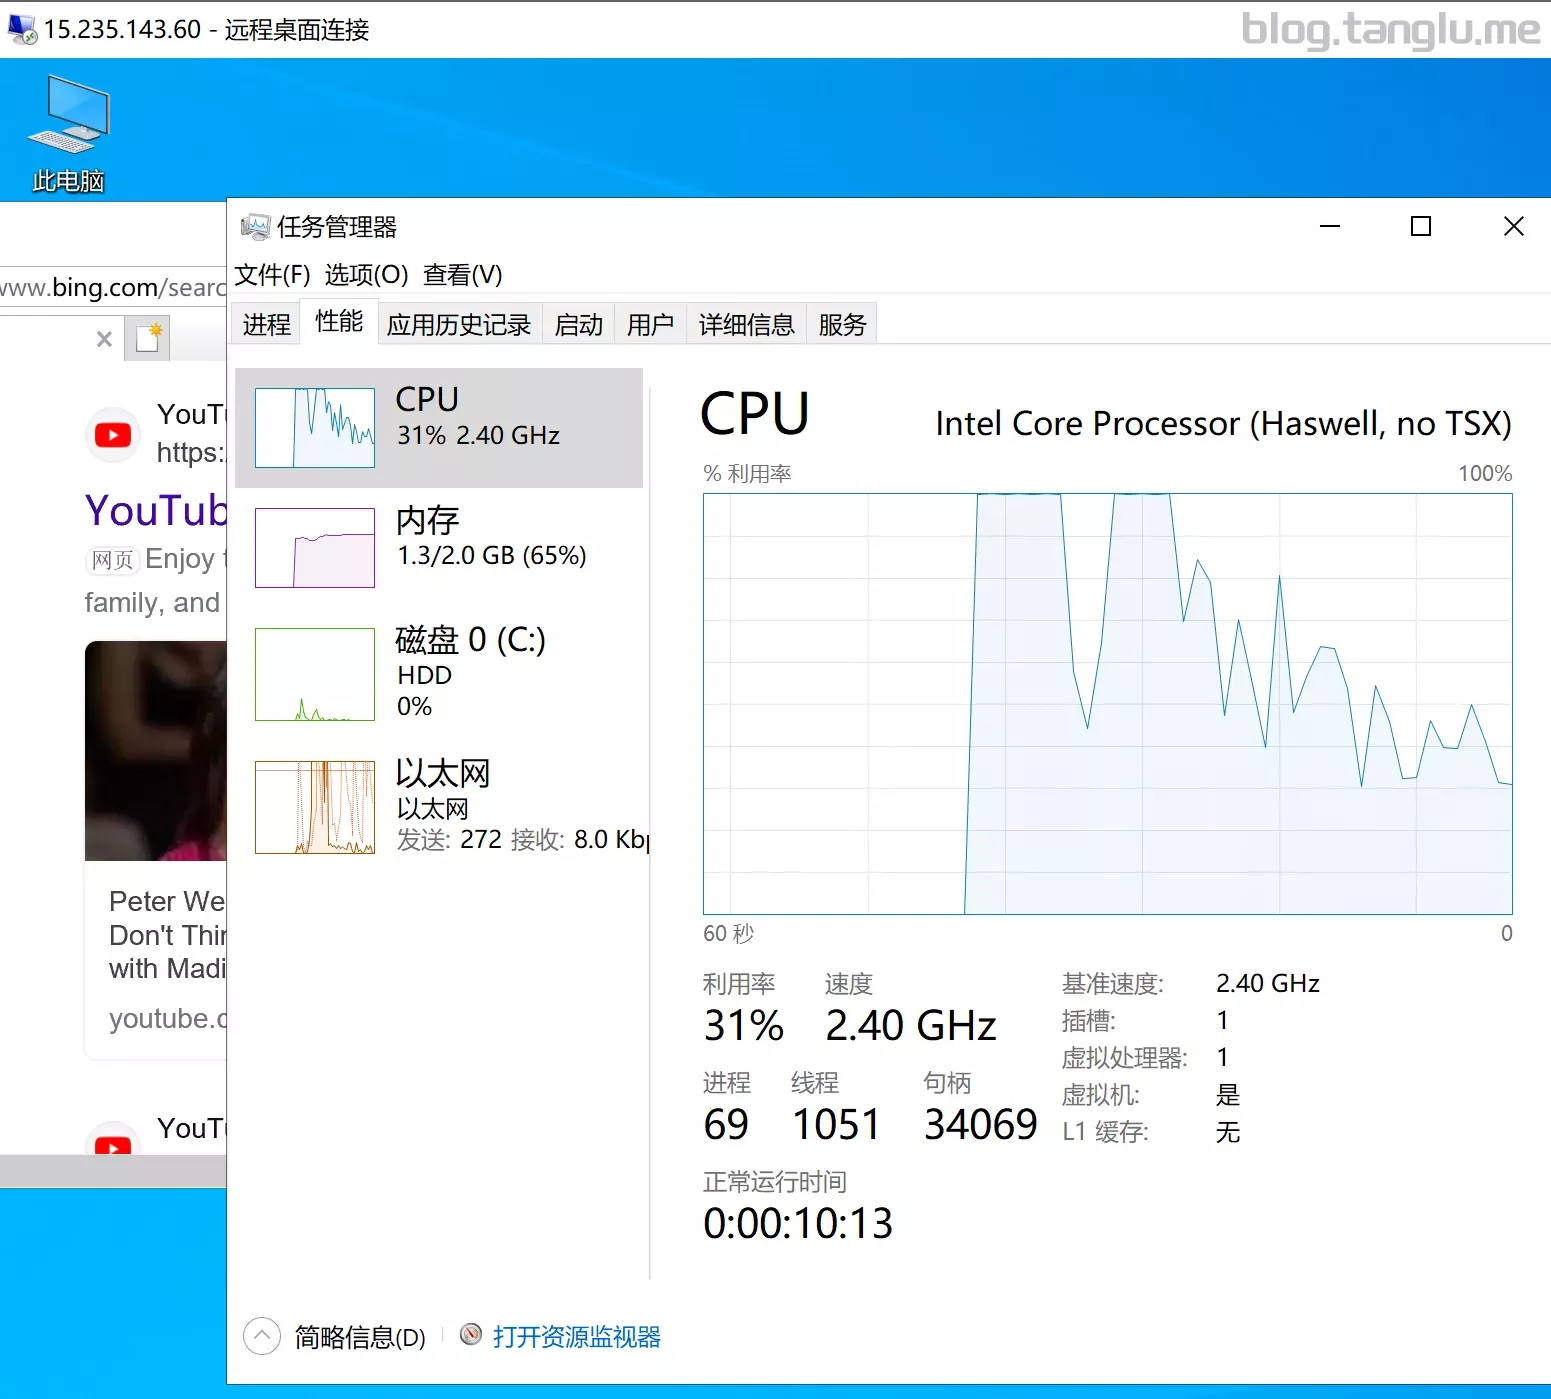 15.235.143.60 - 远程桌面连接
blog.tanglu.me
此电脑
www.bing.com/searc
YouTu
https:/
YouTub
网页 Enjoy t
family, and
Peter We
Don't Thin
with Madi
youtube.c
YouTu
任务管理器
文件(F) 选项(O) 查看(V)
进程 性能 应用历史记录 启动 用户 详细信息 服务
CPU
31% 2.40 GHz
内存
1.3/2.0 GB (65%)
磁盘 0 (C:)
HDD
0%
以太网
以太网
发送: 272 接收: 8.0 Kbp
CPU Intel Core Processor (Haswell, no TSX)
% 利用率 100%
60 秒 0
利用率 速度
31% 2.40 GHz
进程 线程 句柄
69 1051 34069
正常运行时间
0:00:10:13
基准速度: 2.40 GHz
插槽: 1
虚拟处理器: 1
虚拟机: 是
L1 缓存: 无
简略信息(D) 打开资源监视器